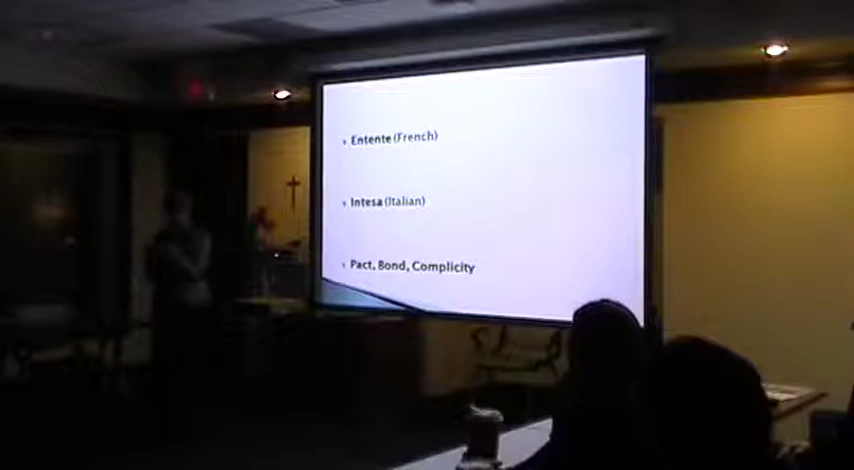 Entente (French)
Intesa (Italian)
Pact, Bond, Complicity